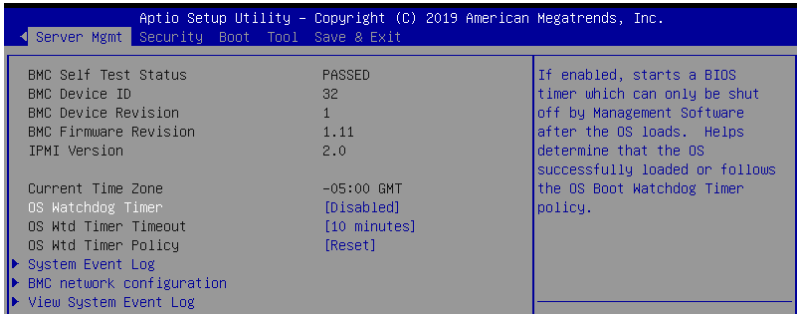 Aptio Setup Utility – Copyright (C) 2019 American Megatrends, Inc.
Server Mgmt Security Boot Tool Save & Exit
BMC Self Test Status PASSED
BMC Device ID 32
BMC Device Revision 1
BMC Firmware Revision 1.11
IPMI Version 2.0
Current Time Zone -05:00 GMT
OS Watchdog Timer [Disabled]
OS Wtd Timer Timeout [10 minutes]
OS Wtd Timer Policy [Reset]
System Event Log
BMC network configuration
View System Event Log
If enabled, starts a BIOS
timer which can only be shut
off by Management Software
after the OS loads. Helps
determine that the OS
successfully loaded or follows
the OS Boot Watchdog Timer
policy.